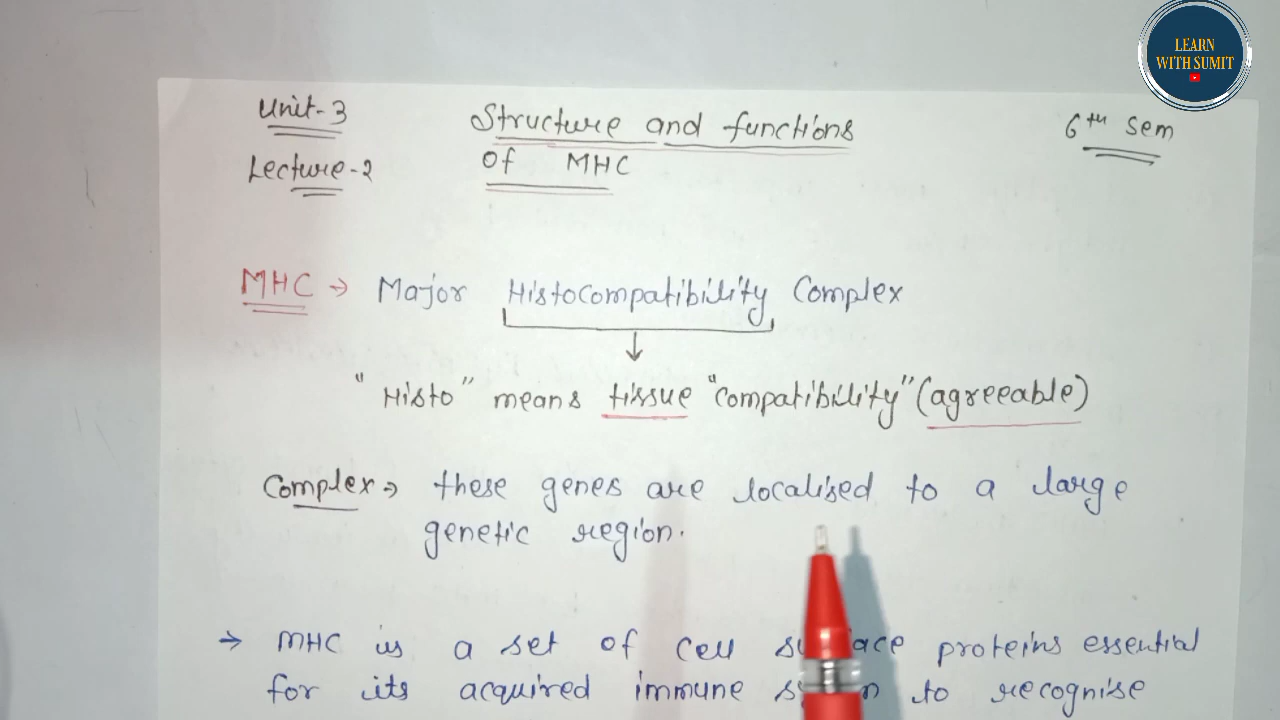 LEARN
WITH SUMIT
Unit-3
Structure and functions
6th Sem
Lecture-2
Of MHC
MHC → Major Histocompatibility Complex
"Histo" means tissue "compatibility" (agreeable)
Complex → these genes are localised to a large
genetic region.
→ MHC is a set of cell proteins essential
for its acquired immune to recognise